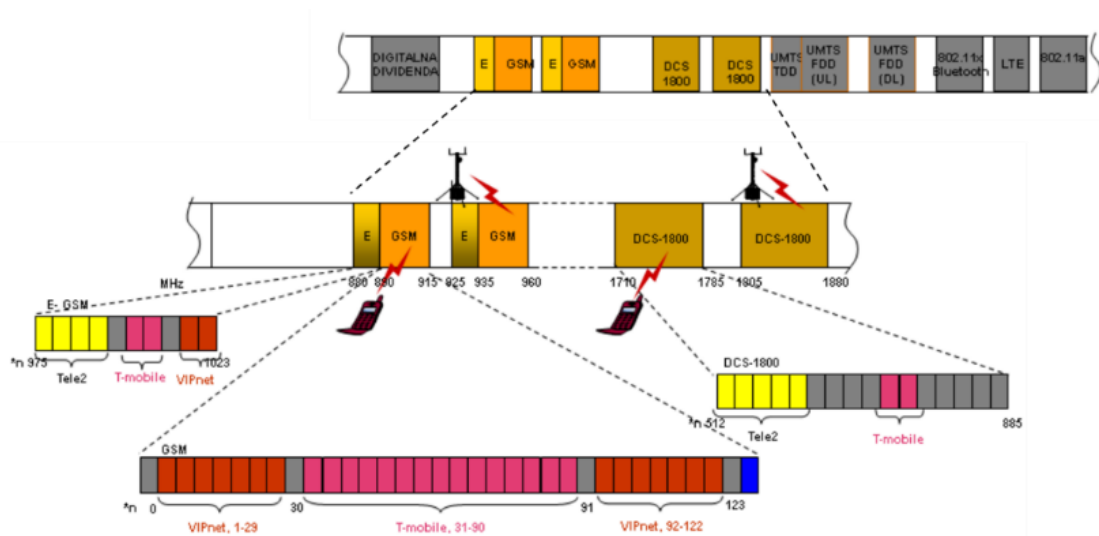 DIGITALNA
DIVIDENDA
E
GSM
E
GSM
DCS
1800
DCS
1800
UMTS
TDD
UMTS
FDD
(UL)
UMTS
FDD
(DL)
802.11x
Bluetooth
LTE
802.11a
E
GSM
E
GSM
DCS-1800
DCS-1800
MHz
880
890
915
925
935
960
1710
1785
1805
1880
E- GSM
*n 975
1023
Tele2
T-mobile
VIPnet
DCS-1800
*n 512
885
Tele2
T-mobile
GSM
*n
0
30
91
123
VIPnet, 1-29
T-mobile, 31-90
VIPnet, 92-122